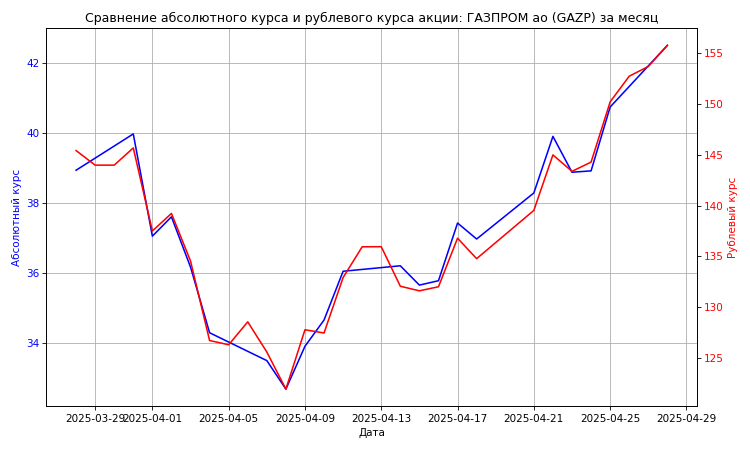 Сравнение абсолютного курса и рублевого курса акции: ГАЗПРОМ ао (GAZP) за месяц
Абсолютный курс
42
40
38
36
34
155
150
145
140
135
130
125
Рублевый курс
2025-03-29 2025-04-01 2025-04-05 2025-04-09 2025-04-13 2025-04-17 2025-04-21 2025-04-25 2025-04-29
Дата